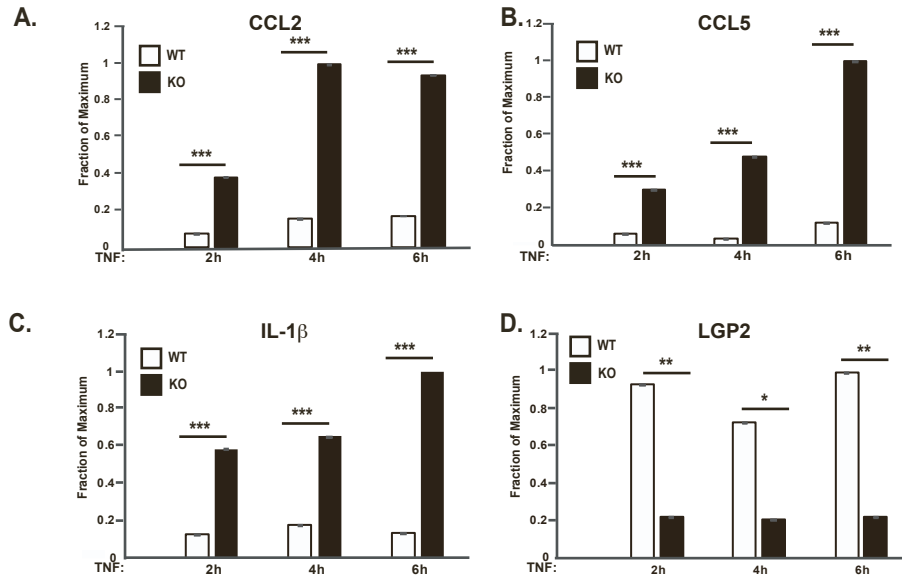 A.
CCL2
Fraction of Maximum
1.2
1
0.8
0.6
0.4
0.2
0
WT
KO
***
***
***
TNF: 2h 4h 6h
B.
CCL5
Fraction of Maximum
1.2
1
0.8
0.6
0.4
0.2
0
WT
KO
***
***
***
TNF: 2h 4h 6h
C.
IL-1β
Fraction of Maximum
1.2
1
0.8
0.6
0.4
0.2
0
WT
KO
***
***
***
TNF: 2h 4h 6h
D.
LGP2
Fraction of Maximum
1.2
1
0.8
0.6
0.4
0.2
0
WT
KO
**
*
**
TNF: 2h 4h 6h